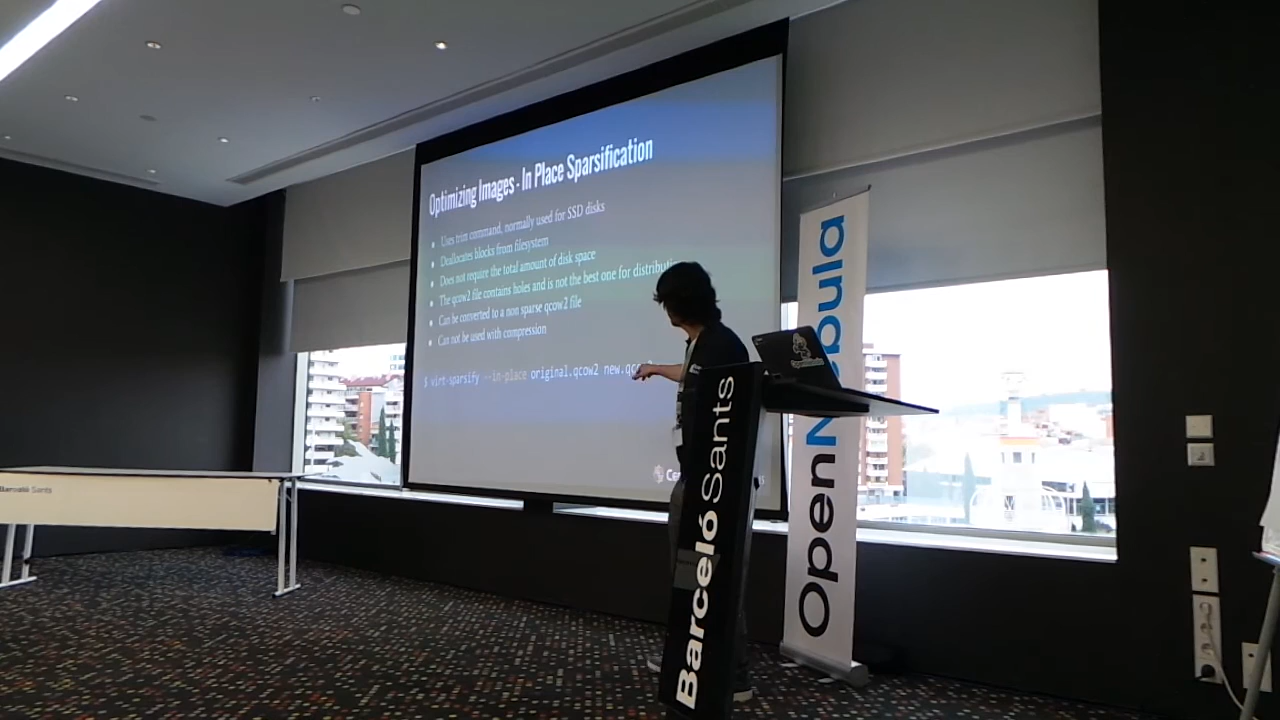 Optimizing Images - In Place Sparsification
• Uses trim command, normally used for SSD disks
• Deallocates blocks from filesystem
• Does not require the total amount of disk space
• The qcow2 file contains holes and is not the best one for
• Can be converted to a non sparse qcow2 file
• Can not be used with compression
$ virt-sparsify --in-place original.qcow2
Barceló Sants
Barceló Sants